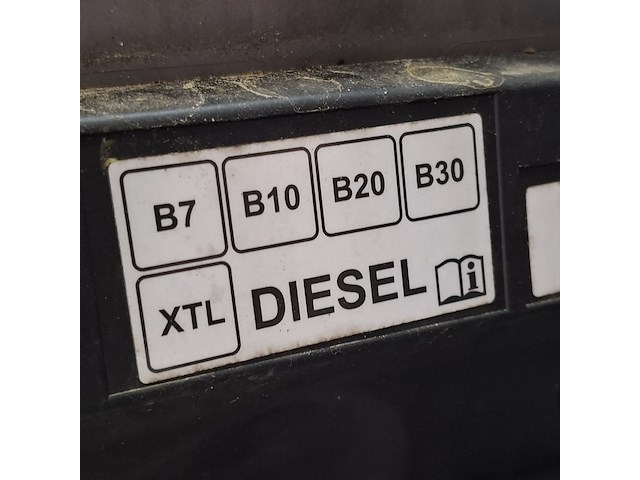 B7 B10 B20 B30
XTL DIESEL i